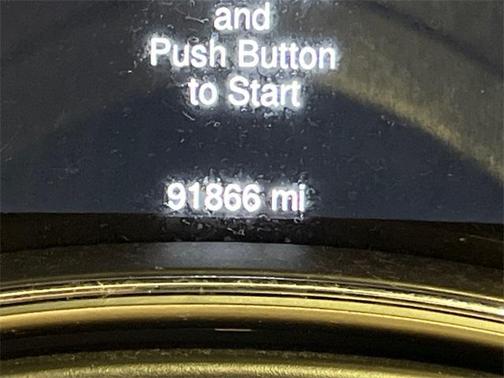 and
Push Button
to Start
91866 mi